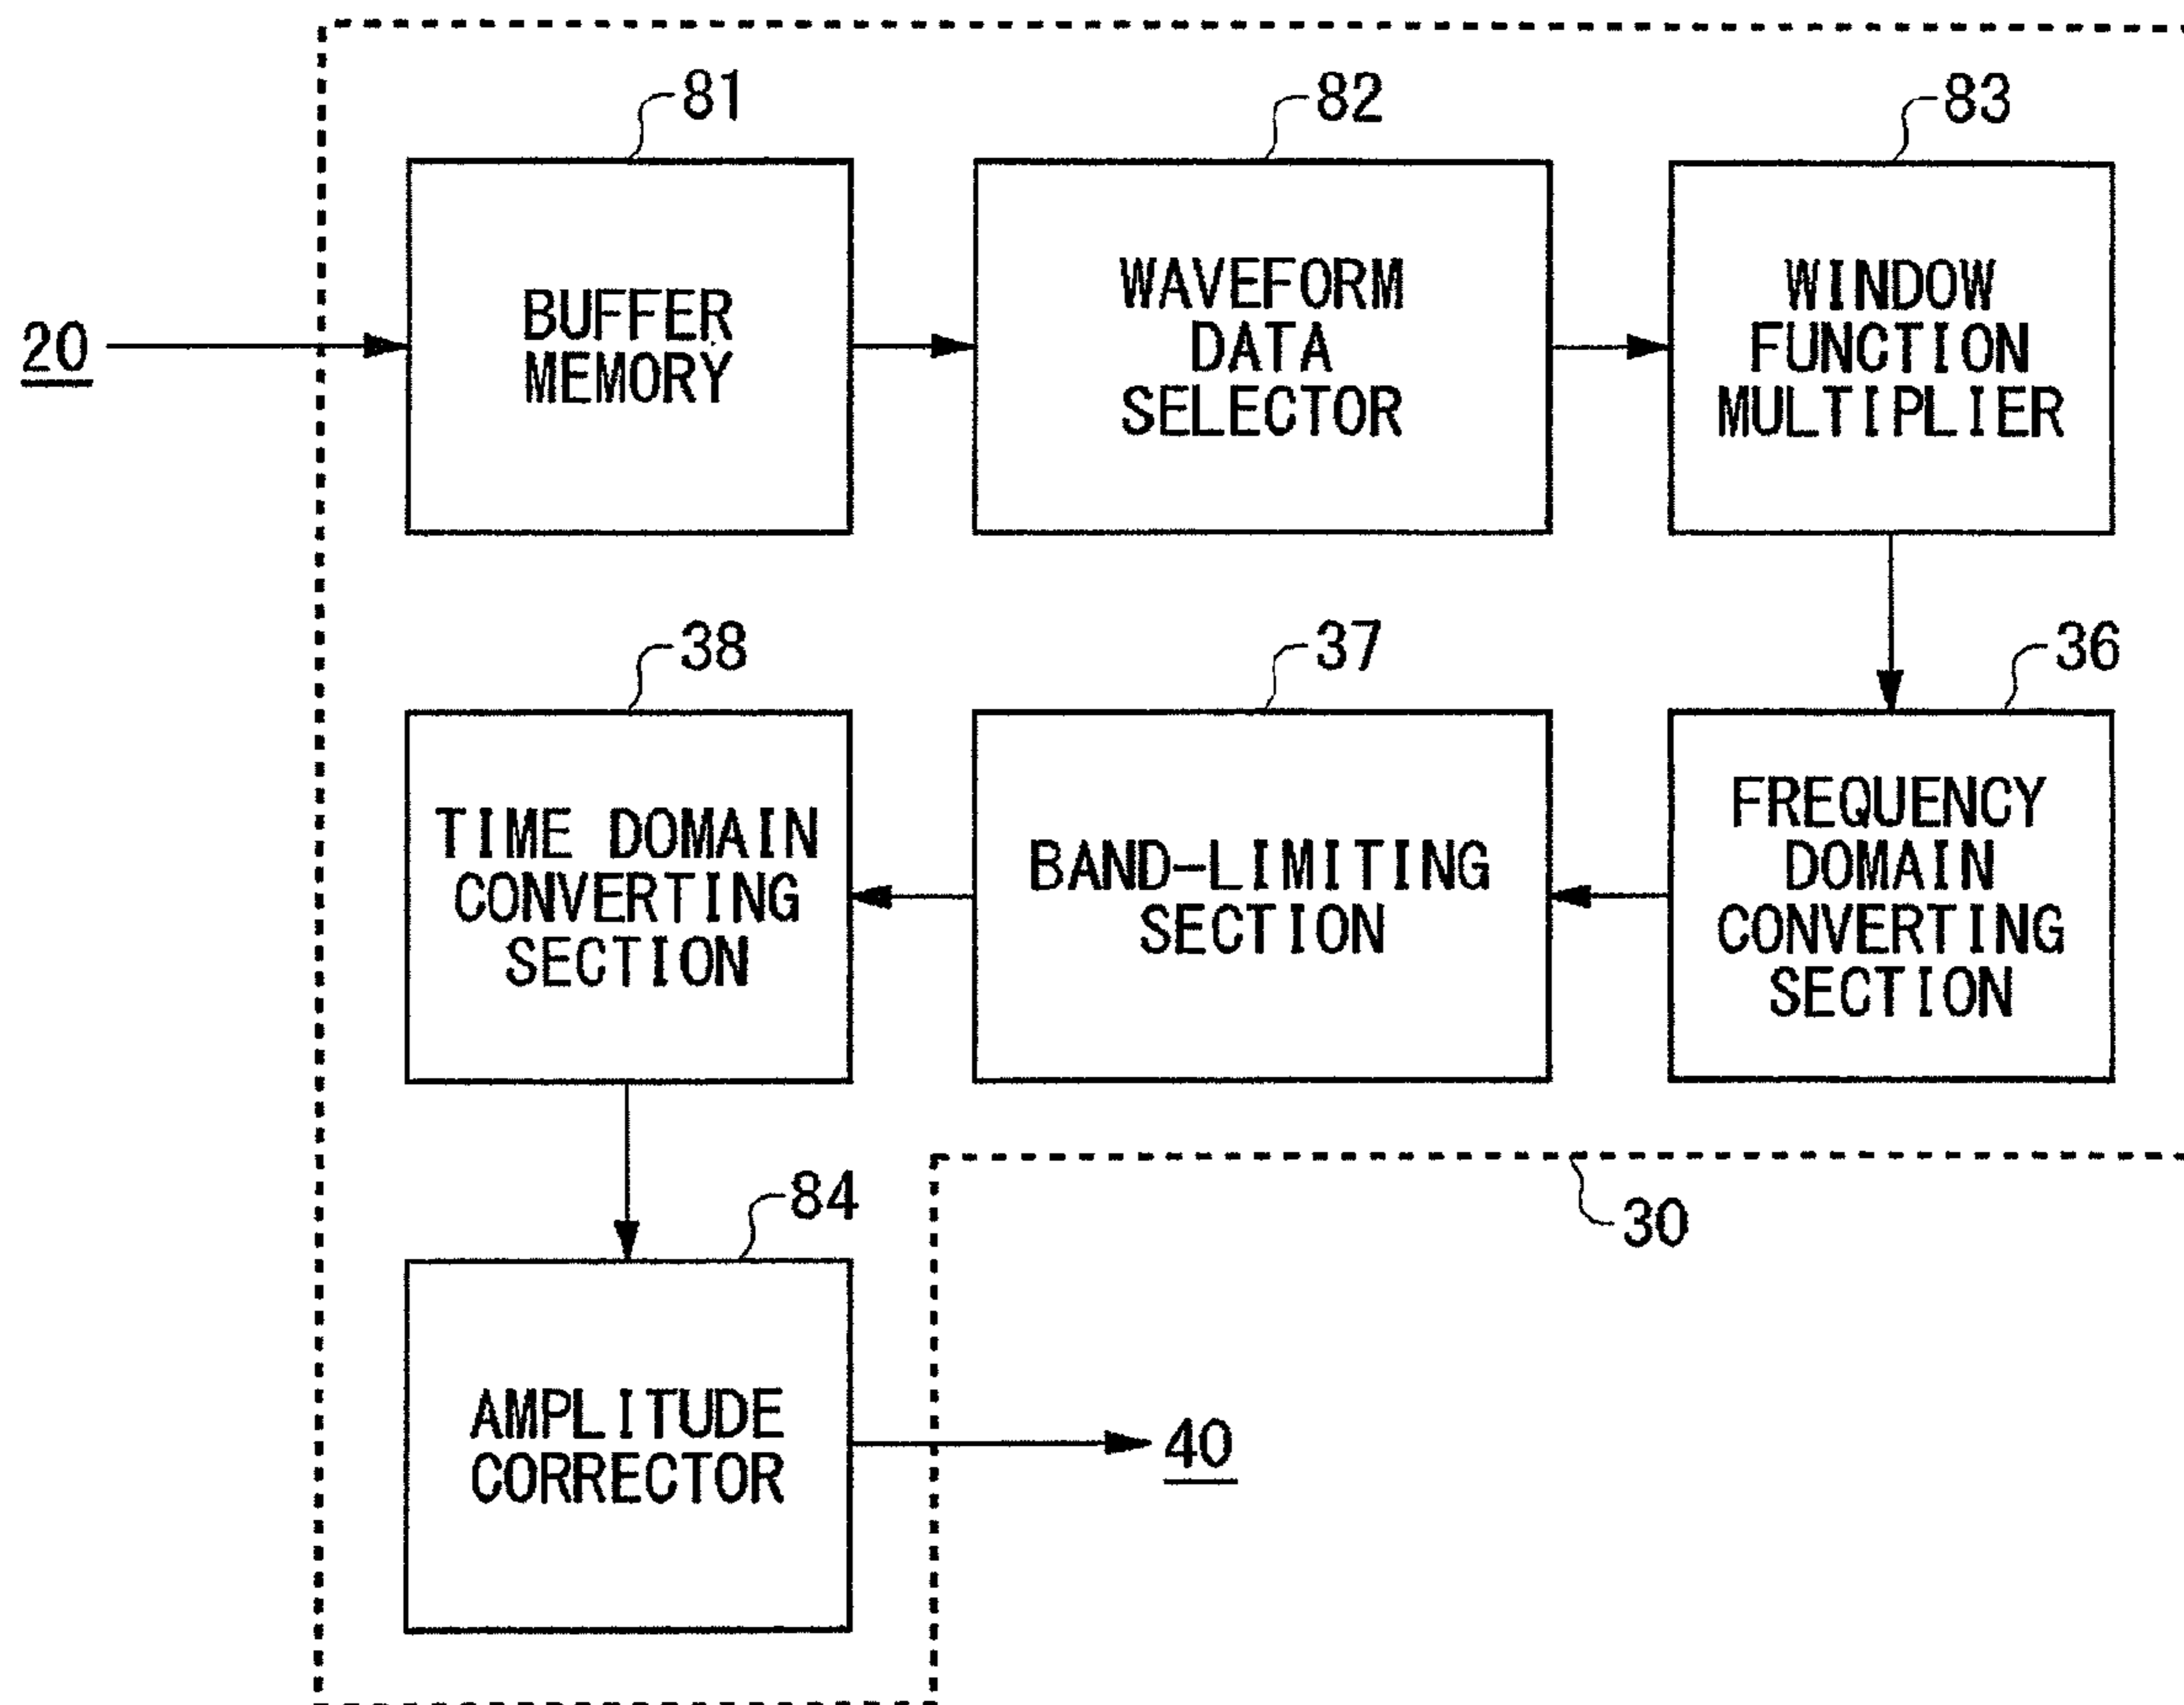 81
82
83
BUFFER
MEMORY
WAVEFORM
DATA
SELECTOR
WINDOW
FUNCTION
MULTIPLIER
20
38
37
36
TIME DOMAIN
CONVERTING
SECTION
BAND-LIMITING
SECTION
FREQUENCY
DOMAIN
CONVERTING
SECTION
84
30
AMPLITUDE
CORRECTOR
40